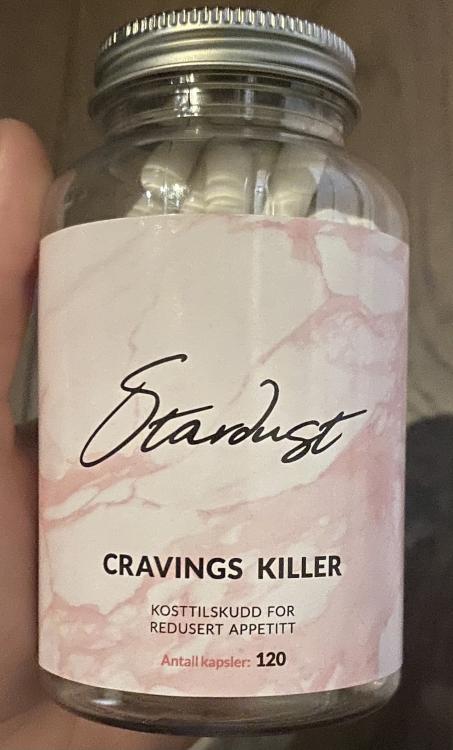 Stardust
CRAVINGS KILLER
KOSTTILSKUDD FOR
REDUSERT APPETITT
Antall kapsler: 120